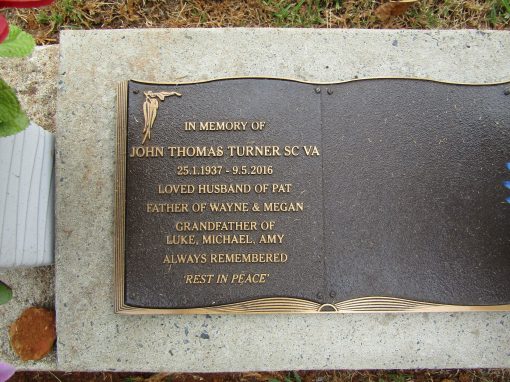 IN MEMORY OF
JOHN THOMAS TURNER SC VA
25.1.1937 - 9.5.2016
LOVED HUSBAND OF PAT
FATHER OF WAYNE & MEGAN
GRANDFATHER OF
LUKE, MICHAEL, AMY
ALWAYS REMEMBERED
'REST IN PEACE'